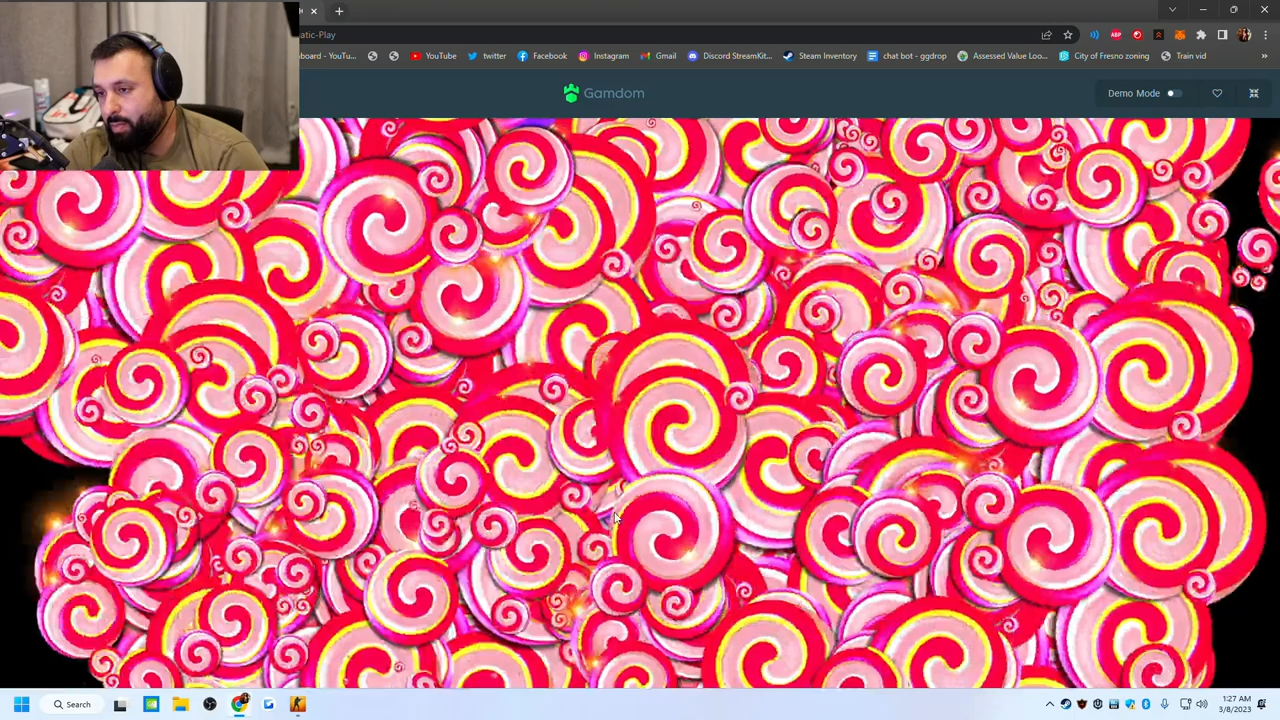 atic-Play
board - YouTu...
YouTube
twitter
Facebook
Instagram
Gmail
Discord StreamKit...
Steam Inventory
chat bot - ggdrop
Assessed Value Loo...
City of Fresno zoning
Train vid
Gamdom
Demo Mode
Search
1:27 AM
3/8/2023